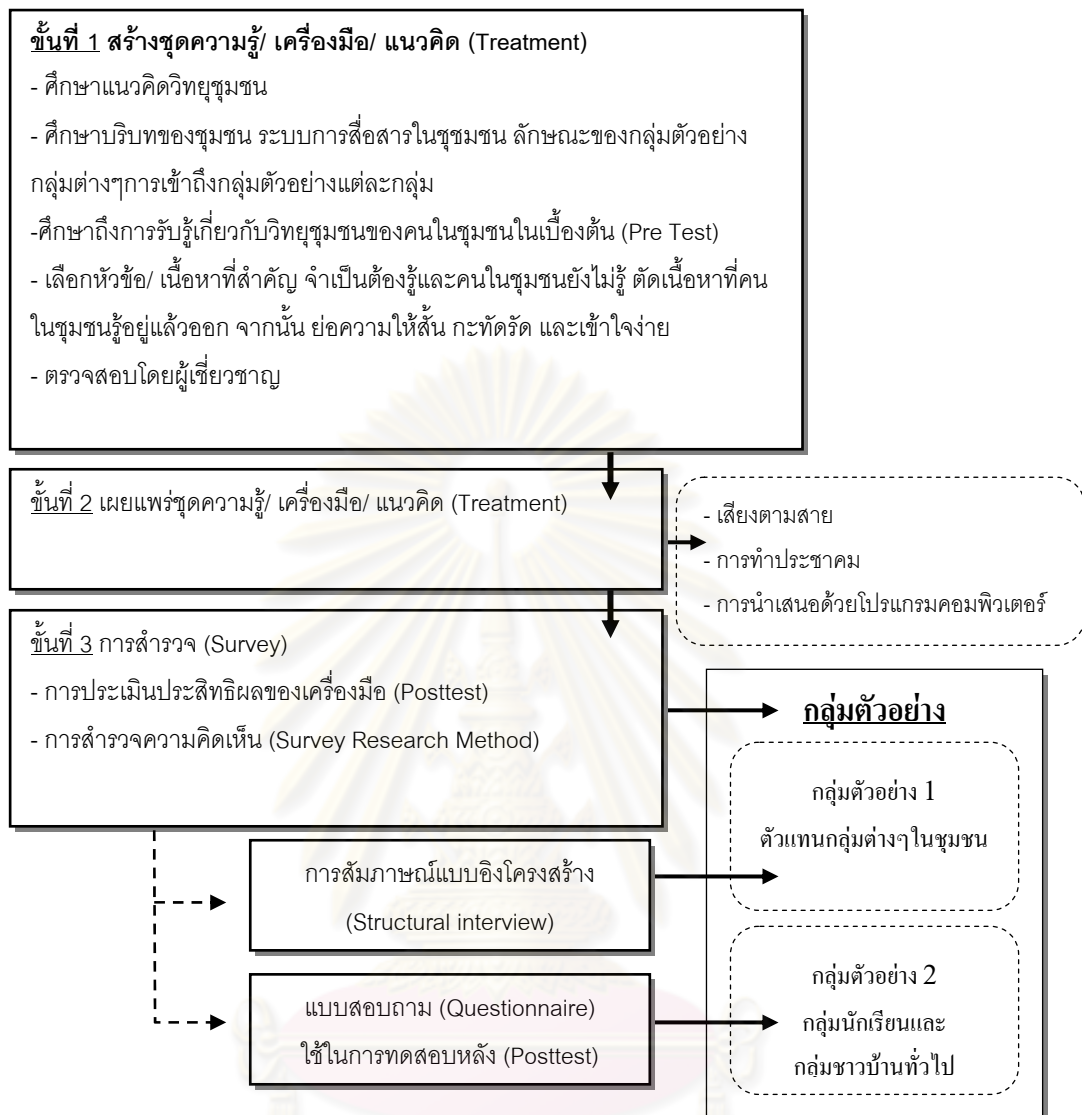 ขั้นที่ 1 สร้างชุดความรู้/ เครื่องมือ/ แนวคิด (Treatment)
- ศึกษาแนวคิดวิทยุชุมชน
- ศึกษาบริบทของชุมชน ระบบการสื่อสารในชุชมชน ลักษณะของกลุ่มตัวอย่าง
กลุ่มต่างๆการเข้าถึงกลุ่มตัวอย่างแต่ละกลุ่ม
-ศึกษาถึงการรับรู้เกี่ยวกับวิทยุชุมชนของคนในชุมชนในเบื้องต้น (Pre Test)
- เลือกหัวข้อ/ เนื้อหาที่สำคัญ จำเป็นต้องรู้และคนในชุมชนยังไม่รู้ ตัดเนื้อหาที่คน
ในชุมชนรู้อยู่แล้วออก จากนั้น ย่อความให้สั้น กะทัดรัด และเข้าใจง่าย
- ตรวจสอบโดยผู้เชี่ยวชาญ
ขั้นที่ 2 เผยแพร่ชุดความรู้/ เครื่องมือ/ แนวคิด (Treatment)
- เสียงตามสาย
- การทำประชาคม
- การนำเสนอด้วยโปรแกรมคอมพิวเตอร์
ขั้นที่ 3 การสำรวจ (Survey)
- การประเมินประสิทธิผลของเครื่องมือ (Posttest)
- การสำรวจความคิดเห็น (Survey Research Method)
กลุ่มตัวอย่าง
กลุ่มตัวอย่าง 1
ตัวแทนกลุ่มต่างๆในชุมชน
การสัมภาษณ์แบบอิงโครงสร้าง
(Structural interview)
กลุ่มตัวอย่าง 2
กลุ่มนักเรียนและ
กลุ่มชาวบ้านทั่วไป
แบบสอบถาม (Questionnaire)
ใช้ในการทดสอบหลัง (Posttest)